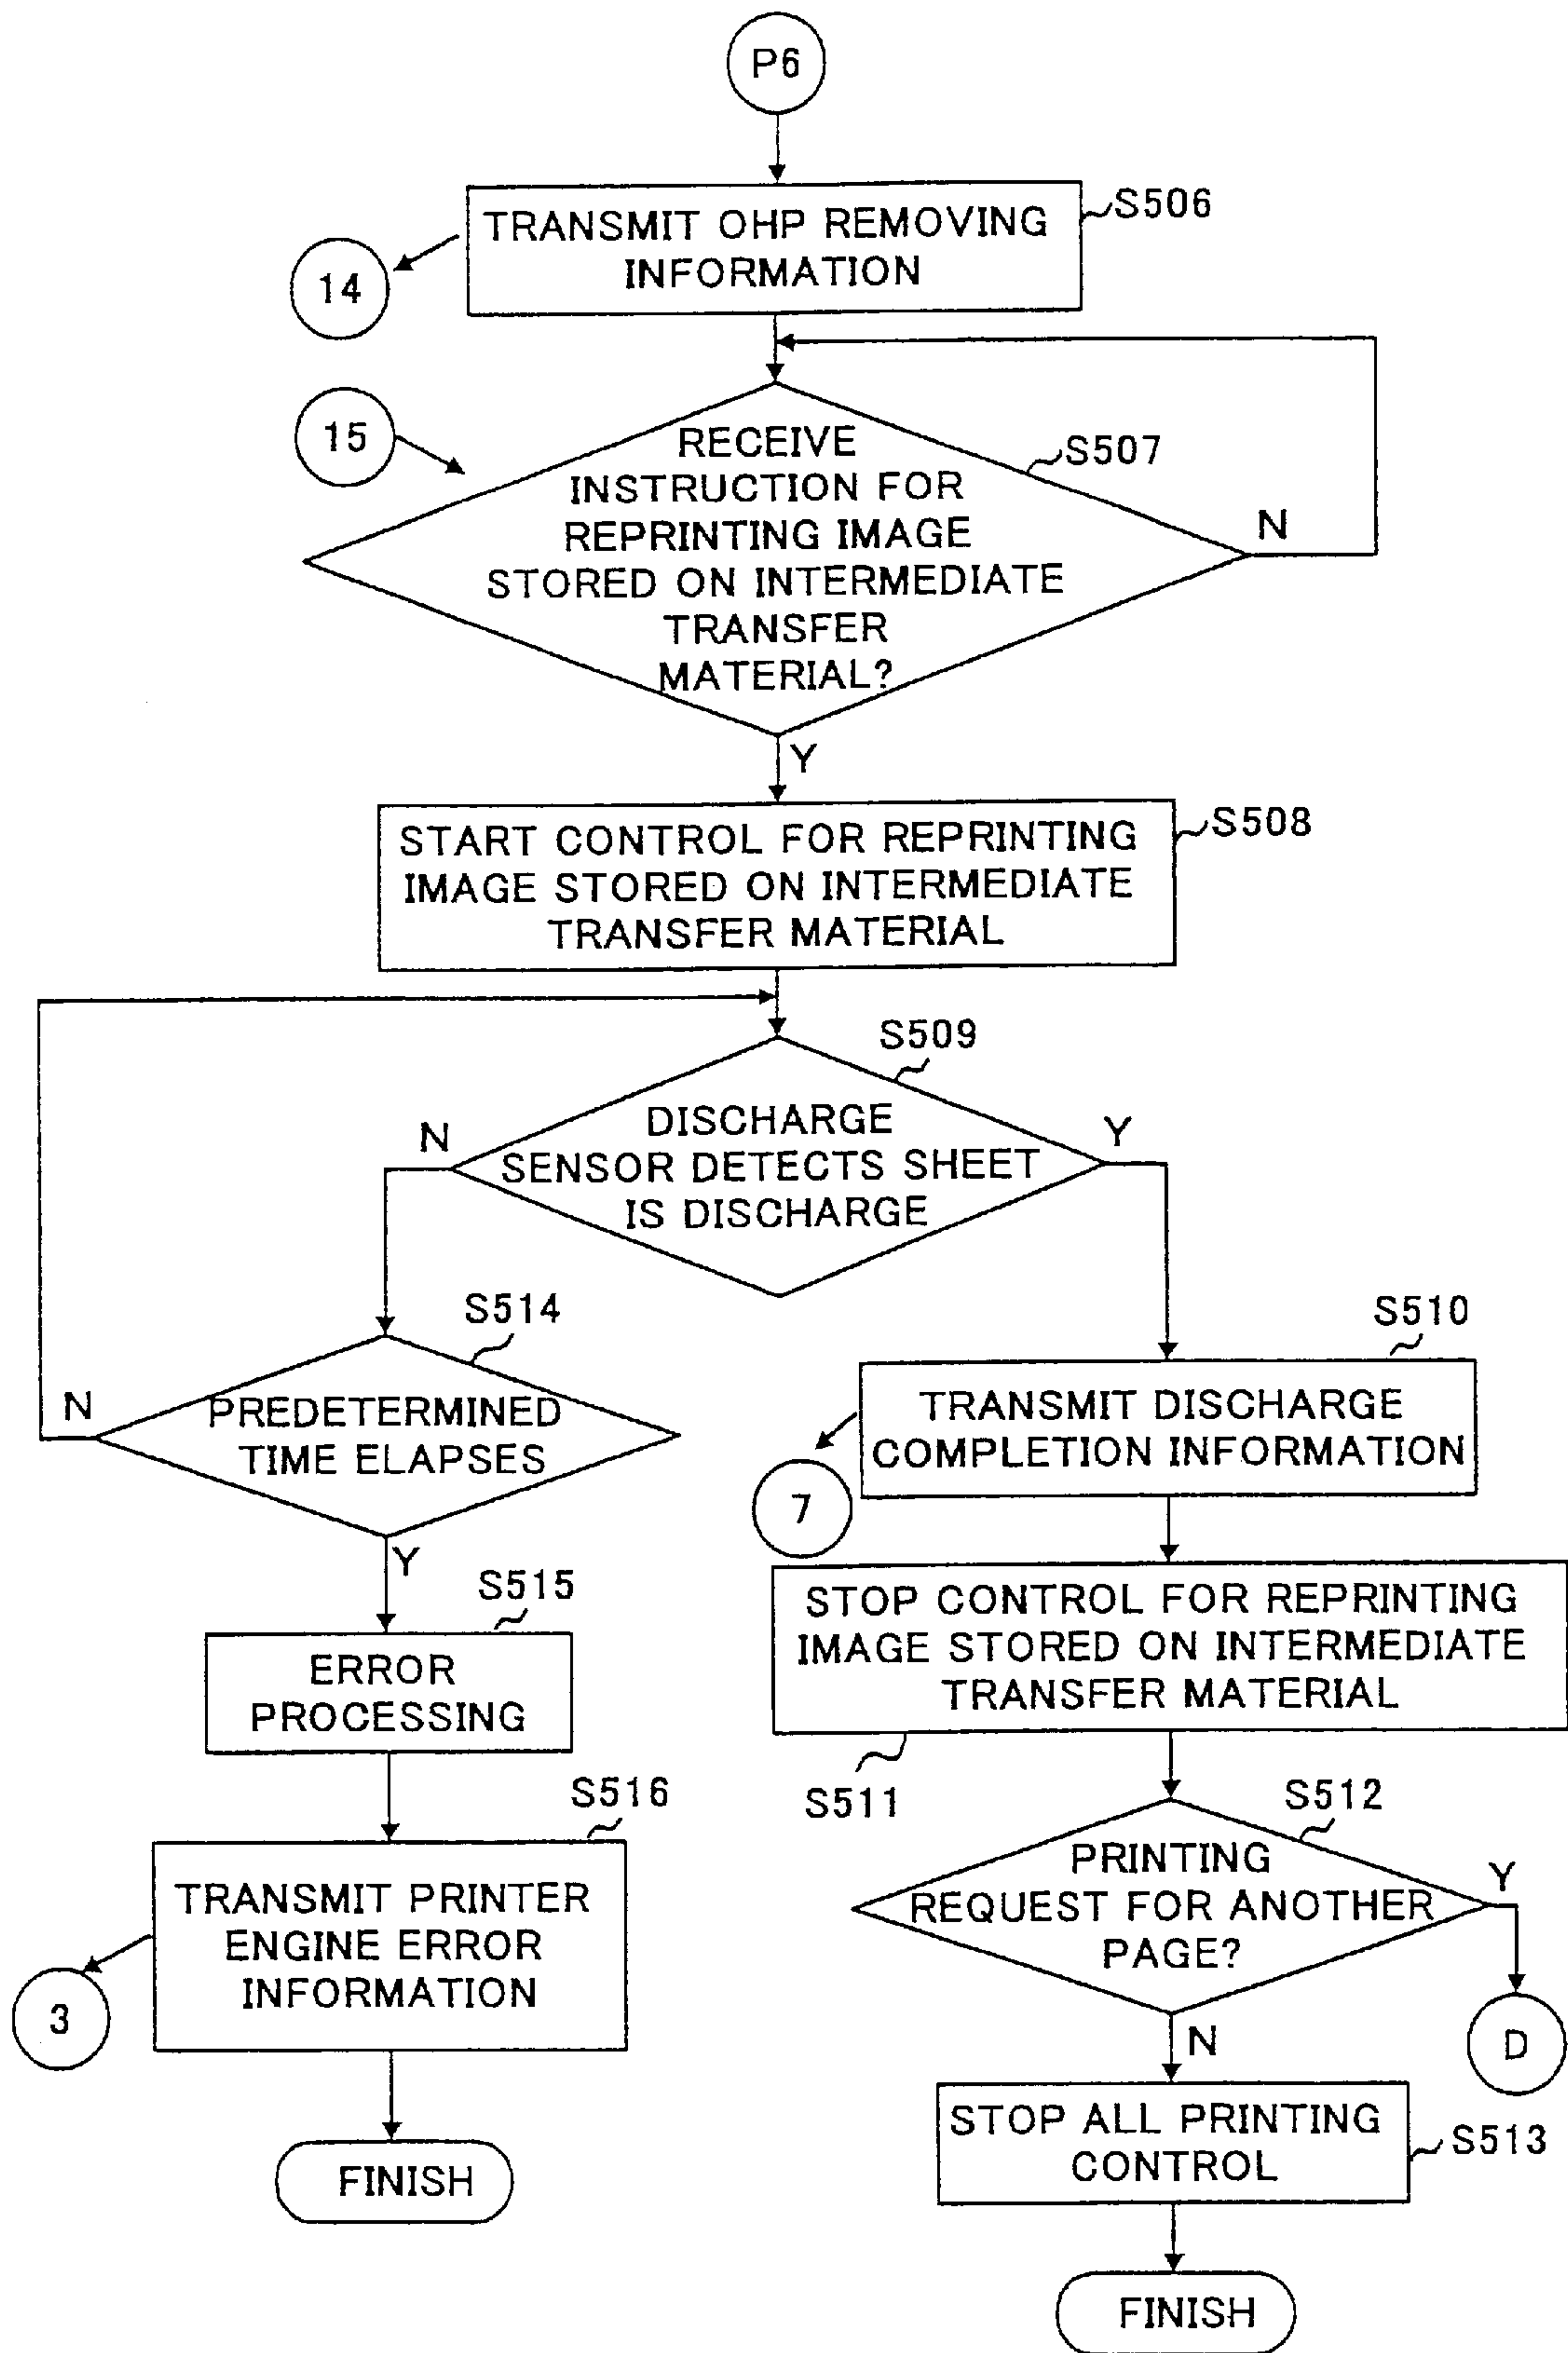 P6
TRANSMIT OHP REMOVING
INFORMATION
S506
14
15
RECEIVE
INSTRUCTION FOR
REPRINTING IMAGE
STORED ON INTERMEDIATE
TRANSFER
MATERIAL?
S507
N
Y
START CONTROL FOR REPRINTING
IMAGE STORED ON INTERMEDIATE
TRANSFER MATERIAL
S508
S509
DISCHARGE
SENSOR DETECTS SHEET
IS DISCHARGE
N
Y
S514
PREDETERMINED
TIME ELAPSES
N
Y
S510
TRANSMIT DISCHARGE
COMPLETION INFORMATION
7
S515
ERROR
PROCESSING
STOP CONTROL FOR REPRINTING
IMAGE STORED ON INTERMEDIATE
TRANSFER MATERIAL
S511
S516
TRANSMIT PRINTER
ENGINE ERROR
INFORMATION
3
FINISH
S512
PRINTING
REQUEST FOR ANOTHER
PAGE?
Y
D
N
STOP ALL PRINTING
CONTROL
S513
FINISH